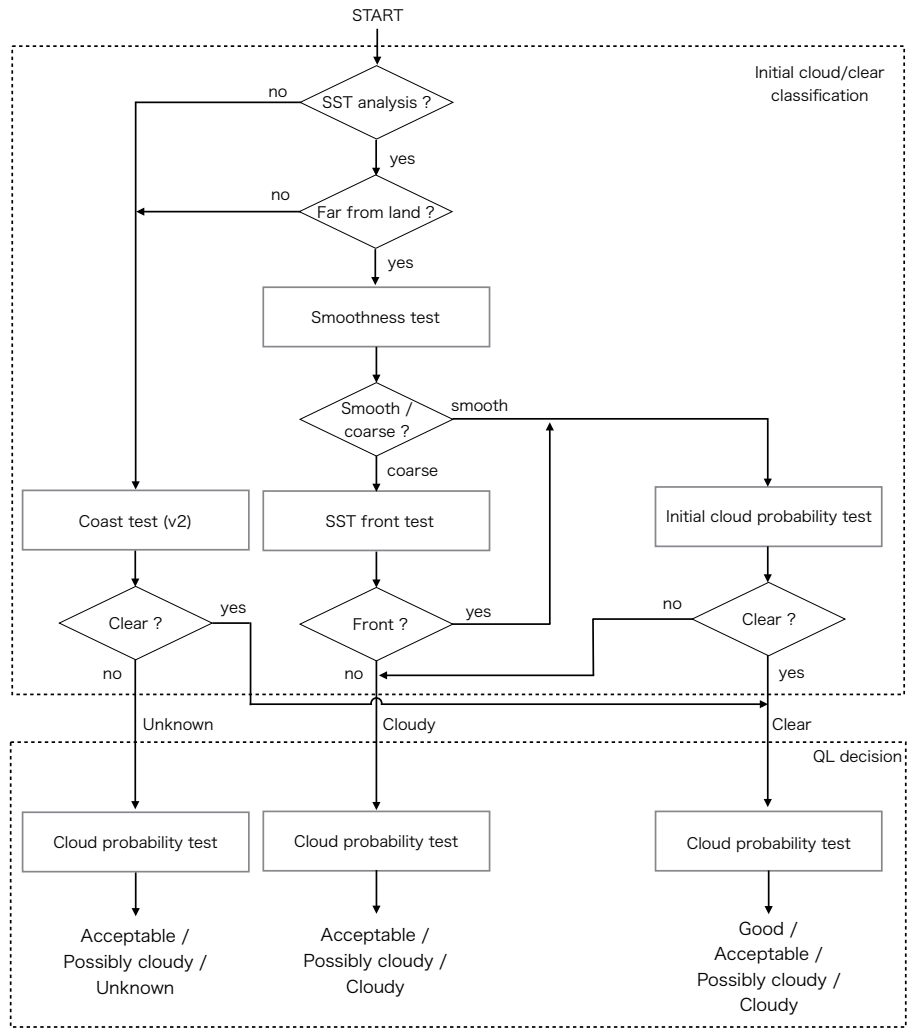 START
Initial cloud/clear
classification
no
SST analysis ?
yes
no
Far from land ?
yes
Smoothness test
Smooth /
coarse ?
smooth
coarse
Coast test (v2)
SST front test
Initial cloud probability test
Clear ?
yes
Front ?
yes
no
Clear ?
no
no
yes
Unknown
Cloudy
Clear
QL decision
Cloud probability test
Cloud probability test
Cloud probability test
Acceptable /
Possibly cloudy /
Unknown
Acceptable /
Possibly cloudy /
Cloudy
Good /
Acceptable /
Possibly cloudy /
Cloudy